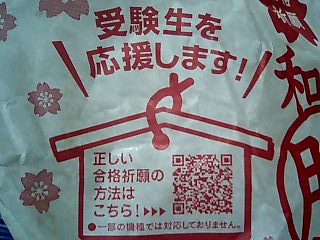 受験生を
応援します!
正しい
合格祈願の
方法は
こちら!▶▶▶
●一部の機種では対応しておりません。
和